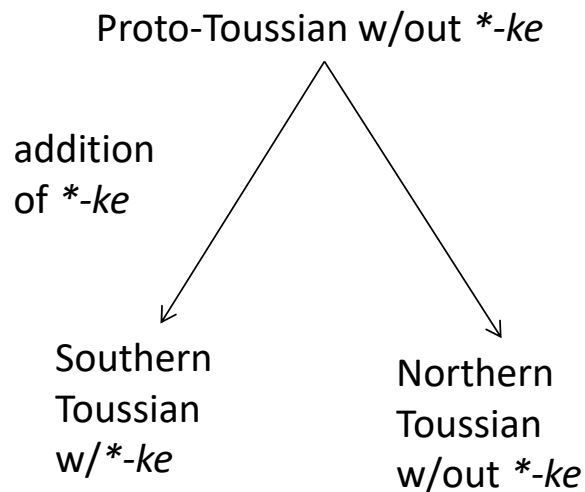 Proto-Toussian w/out *-ke
addition
of *-ke
Southern
Toussian
w/*-ke
Northern
Toussian
w/out *-ke